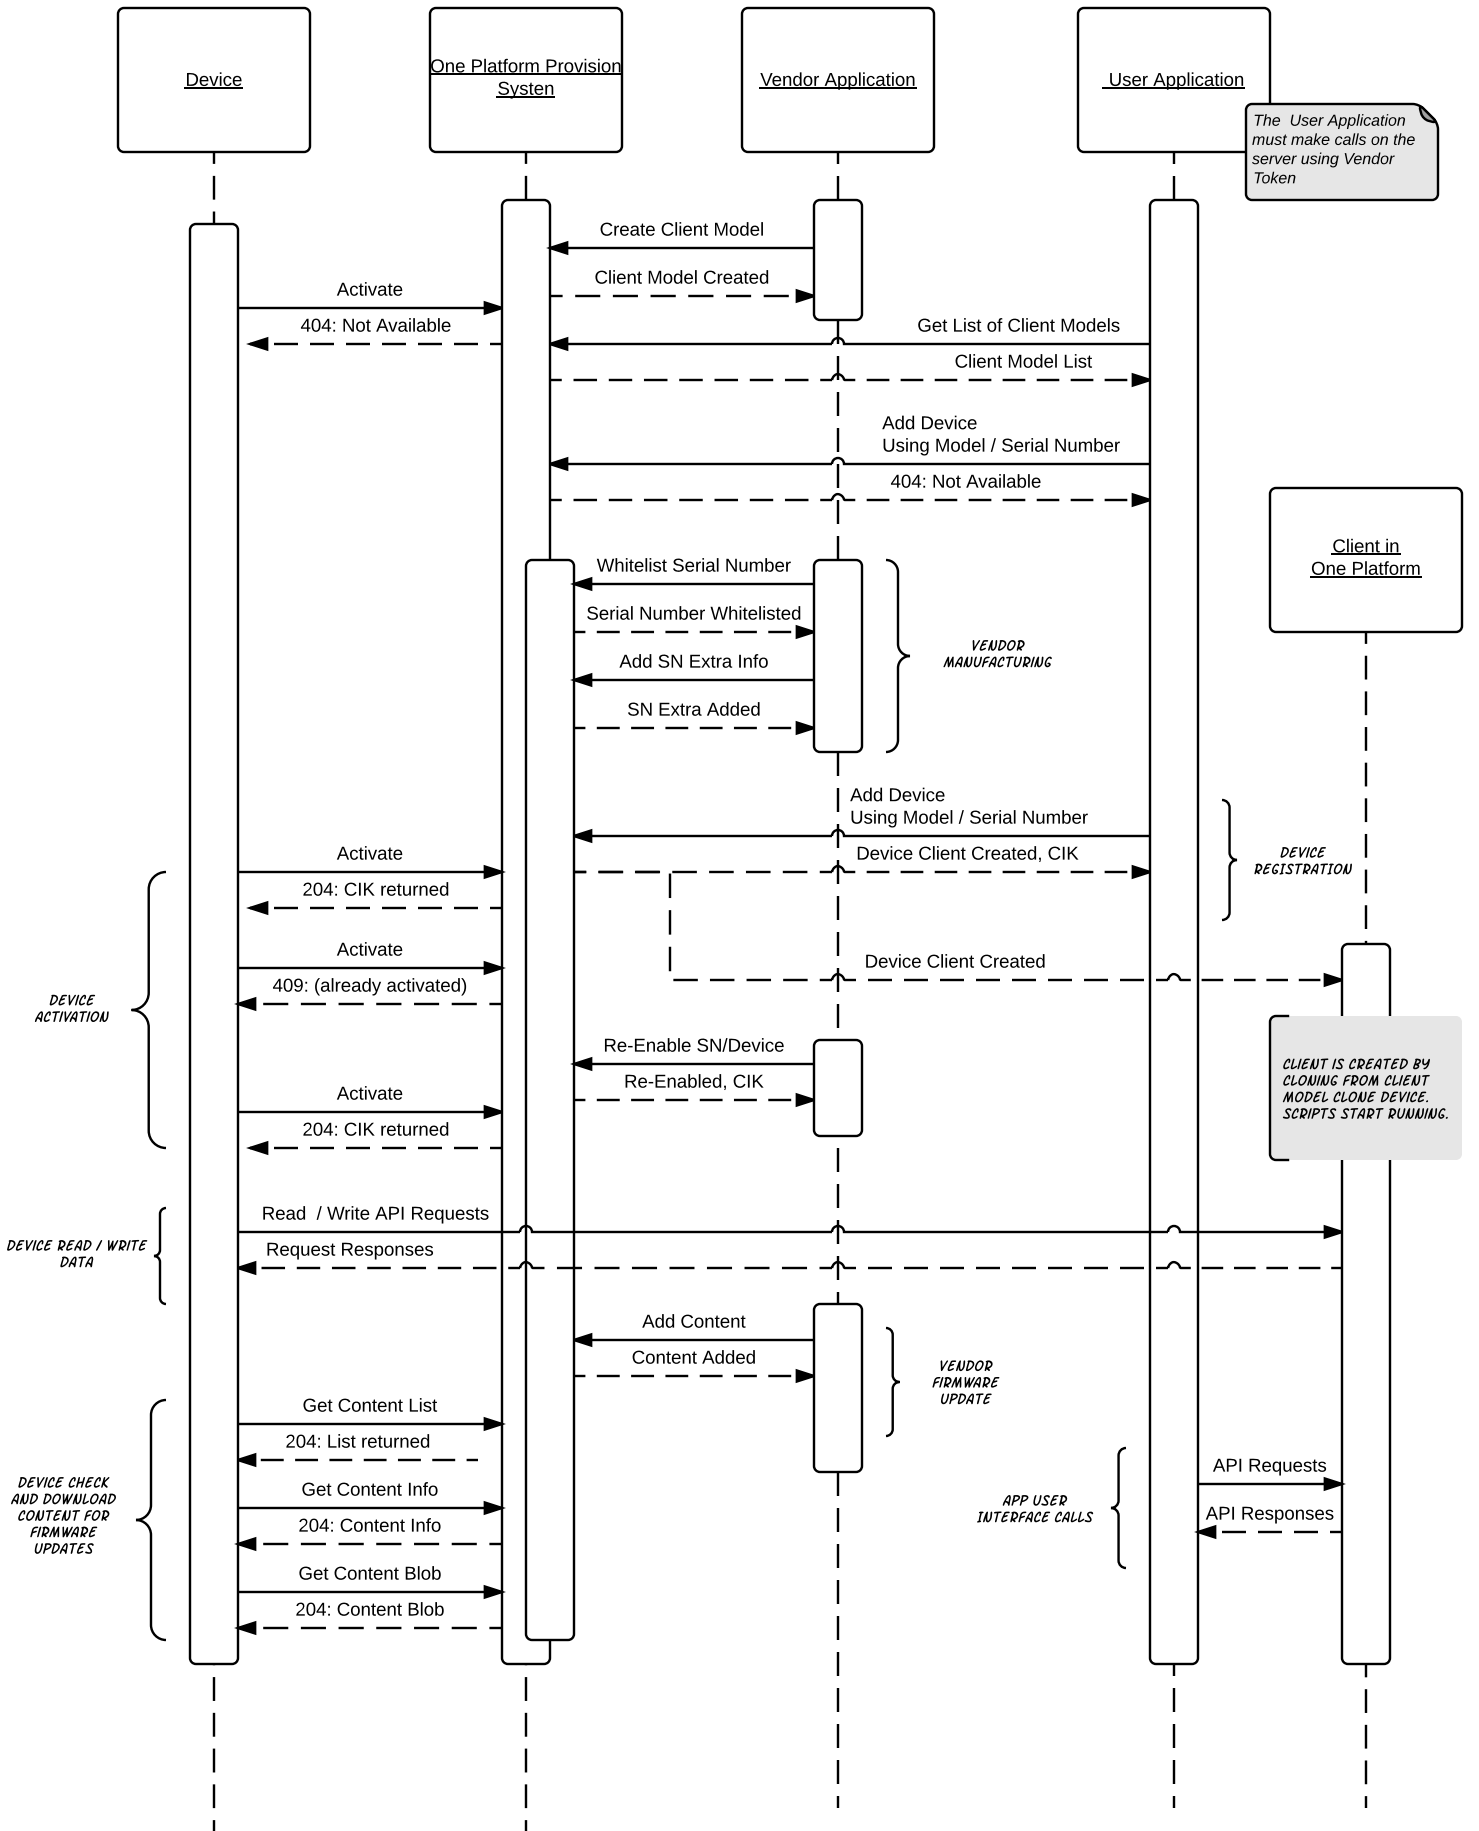 Device
One Platform Provision
Systen
Vendor Application
User Application
The  User Application
must make calls on the
server using Vendor
Token
Create Client Model
Client Model Created
Activate
404: Not Available
Get List of Client Models
Client Model List
Add Device
Using Model / Serial Number
404: Not Available
Client in
One Platform
Whitelist Serial Number
Serial Number Whitelisted
Add SN Extra Info
SN Extra Added
VENDOR
MANUFACTURING
Add Device
Using Model / Serial Number
Activate
Device Client Created, CIK
DEVICE
REGISTRATION
204: CIK returned
Activate
Device Client Created
409: (already activated)
DEVICE
ACTIVATION
Re-Enable SN/Device
Re-Enabled, CIK
CLIENT IS CREATED BY
CLONING FROM CLIENT
MODEL CLONE DEVICE.
SCRIPTS START RUNNING.
Activate
204: CIK returned
Read  / Write API Requests
Request Responses
DEVICE READ / WRITE
DATA
Add Content
Content Added
VENDOR
FIRMWARE
UPDATE
Get Content List
204: List returned
Get Content Info
204: Content Info
Get Content Blob
204: Content Blob
DEVICE CHECK
AND DOWNLOAD
CONTENT FOR
FIRMWARE
UPDATES
APP USER
INTERFACE CALLS
API Requests
API Responses